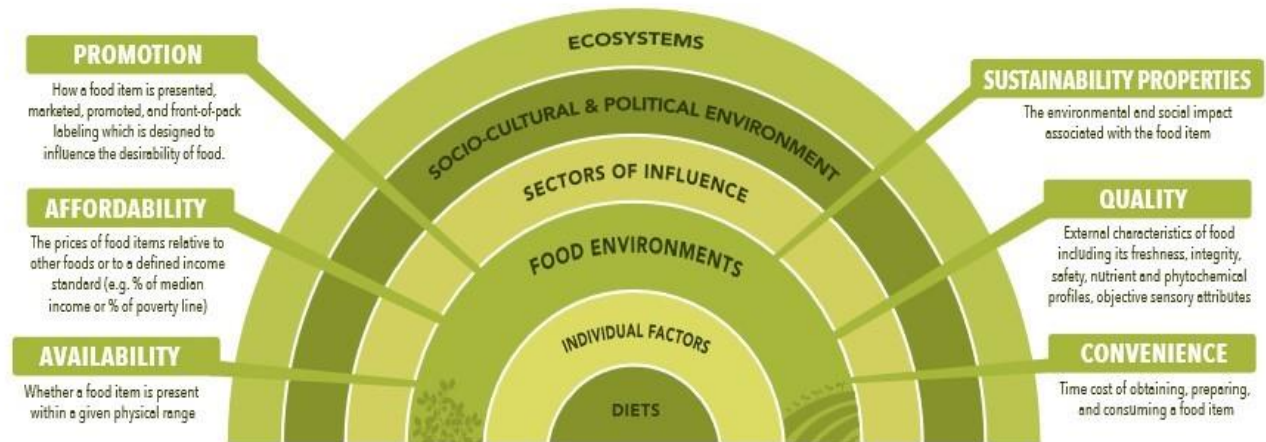 PROMOTION
How a food item is presented,
marketed, promoted, and front-of-pack
labeling which is designed to
influence the desirability of food.
AFFORDABILITY
The prices of food items relative to
other foods or to a defined income
standard (e.g. % of median
income or % of poverty line)
AVAILABILITY
Whether a food item is present
within a given physical range
ECOSYSTEMS
SOCIO-CULTURAL & POLITICAL ENVIRONMENT
SECTORS OF INFLUENCE
FOOD ENVIRONMENTS
INDIVIDUAL FACTORS
DIETS
SUSTAINABILITY PROPERTIES
The environmental and social impact
associated with the food item
QUALITY
External characteristics of food
including its freshness, integrity,
safety, nutrient and phytochemical
profiles, objective sensory attributes
CONVENIENCE
Time cost of obtaining, preparing,
and consuming a food item